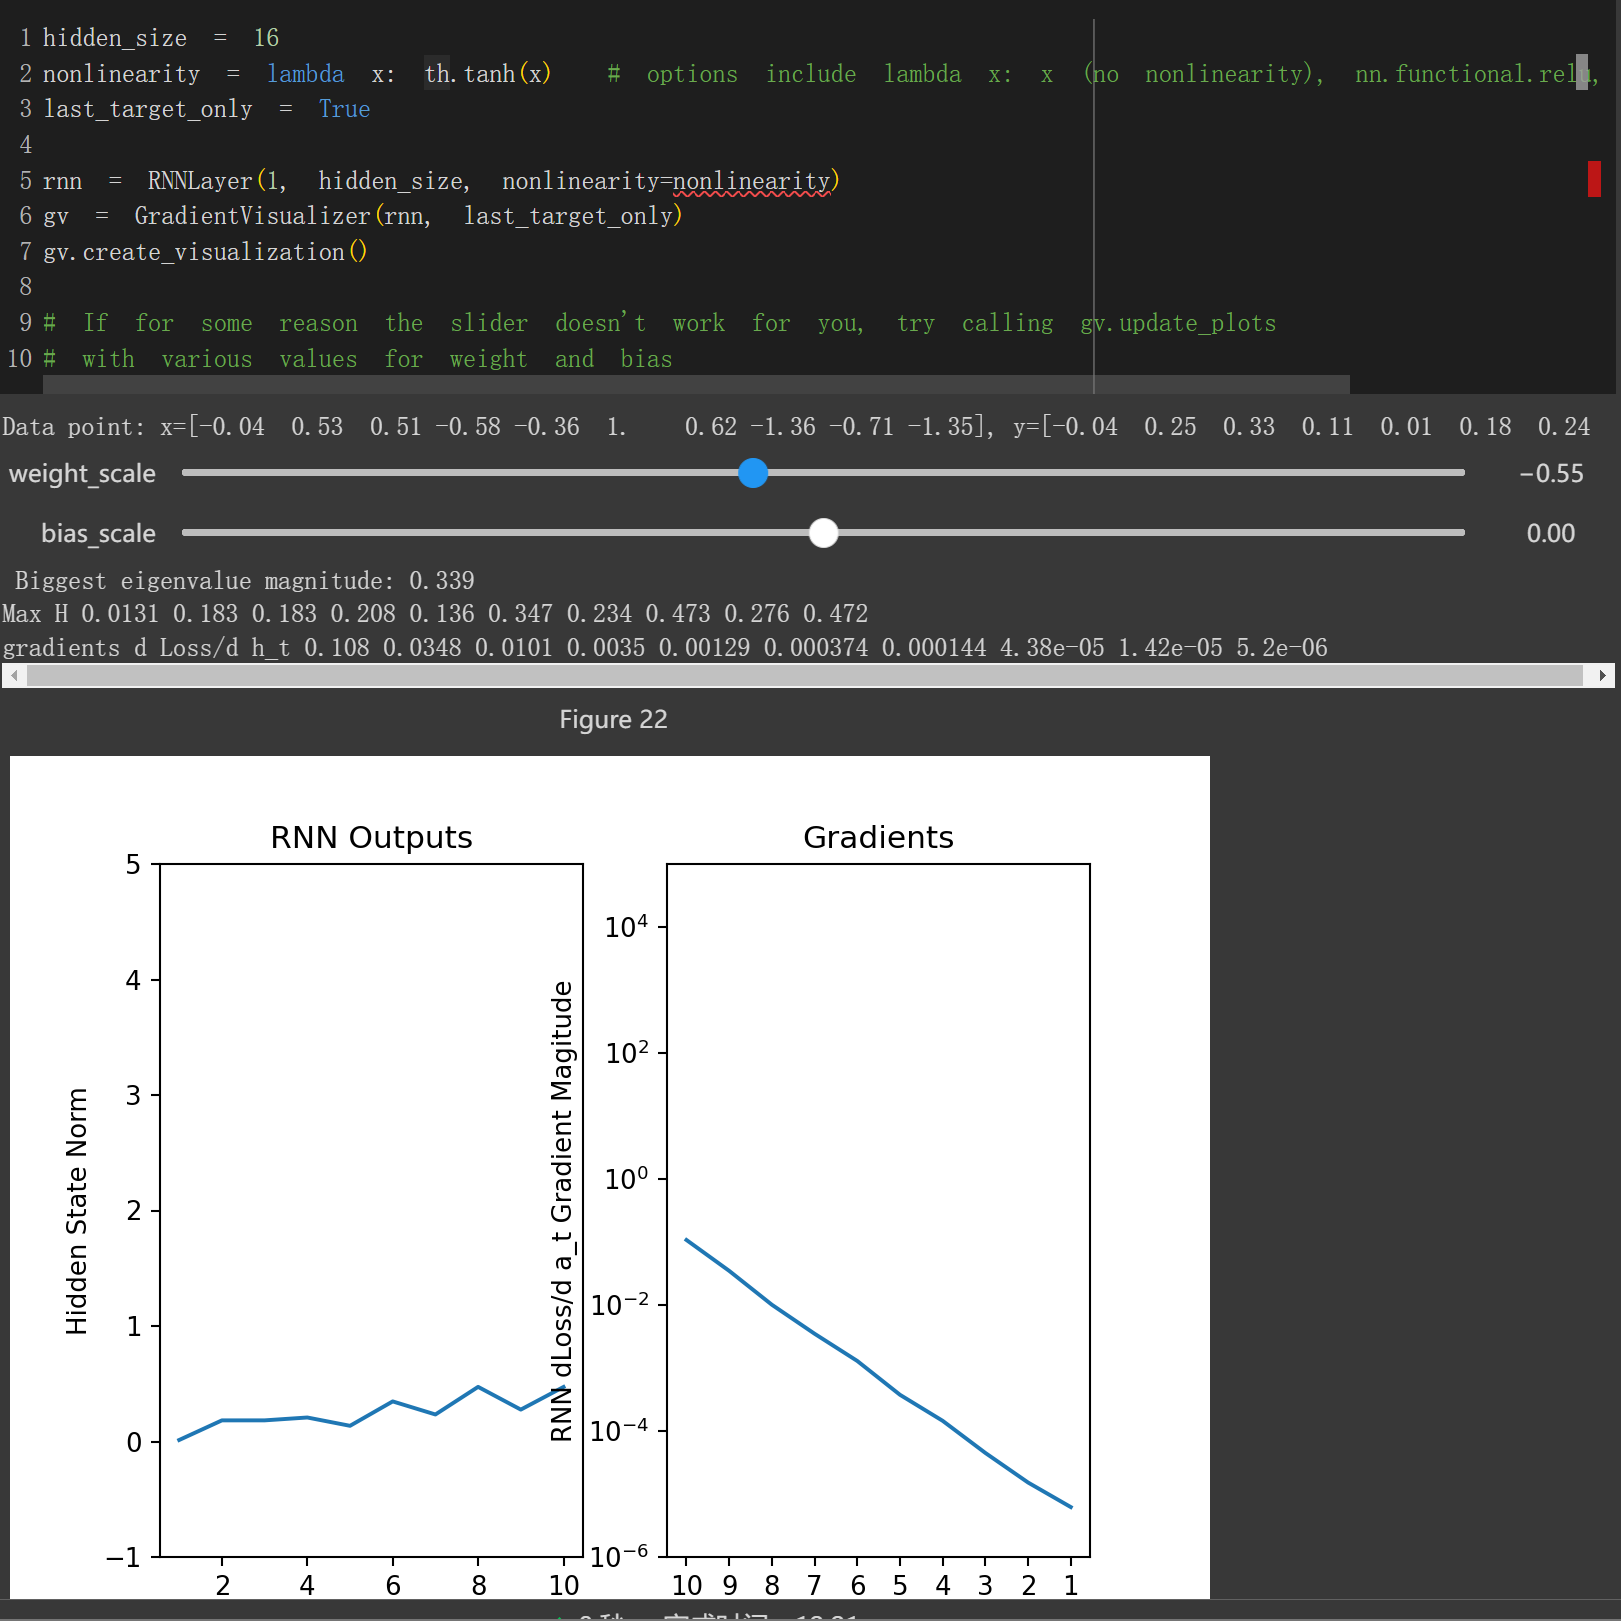 1 hidden_size = 16
2 nonlinearity = lambda x: th.tanh(x) # options include lambda x: x (no nonlinearity), nn.functional.relu,
3 last_target_only = True
4
5 rnn = RNNLayer(1, hidden_size, nonlinearity=nonlinearity)
6 gv = GradientVisualizer(rnn, last_target_only)
7 gv.create_visualization()
8
9 # If for some reason the slider doesn't work for you, try calling gv.update_plots
10 # with various values for weight and bias
Data point: x=[-0.04 0.53 0.51 -0.58 -0.36 1. 0.62 -1.36 -0.71 -1.35], y=[-0.04 0.25 0.33 0.11 0.01 0.18 0.24
weight_scale −0.55
bias_scale 0.00
Biggest eigenvalue magnitude: 0.339
Max H 0.0131 0.183 0.183 0.208 0.136 0.347 0.234 0.473 0.276 0.472
gradients d Loss/d h_t 0.108 0.0348 0.0101 0.0035 0.00129 0.000374 0.000144 4.38e-05 1.42e-05 5.2e-06
Figure 22
RNN Outputs
Hidden State Norm
5
4
3
2
1
0
−1
2 4 6 8 10
Gradients
RNN dLoss/d a_t Gradient Magitude
10⁴
10²
10⁰
10⁻²
10⁻⁴
10⁻⁶
10 9 8 7 6 5 4 3 2 1